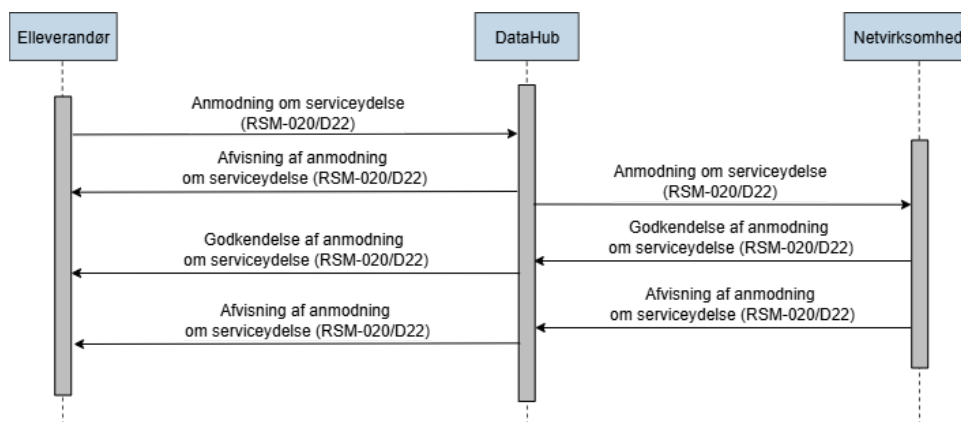 Elleverandør
DataHub
Netvirksomhed
Anmodning om serviceydelse
(RSM-020/D22)
Afvisning af anmodning
om serviceydelse (RSM-020/D22)
Anmodning om serviceydelse
(RSM-020/D22)
Godkendelse af anmodning
om serviceydelse (RSM-020/D22)
Godkendelse af anmodning
om serviceydelse (RSM-020/D22)
Afvisning af anmodning
om serviceydelse (RSM-020/D22)
Afvisning af anmodning
om serviceydelse (RSM-020/D22)